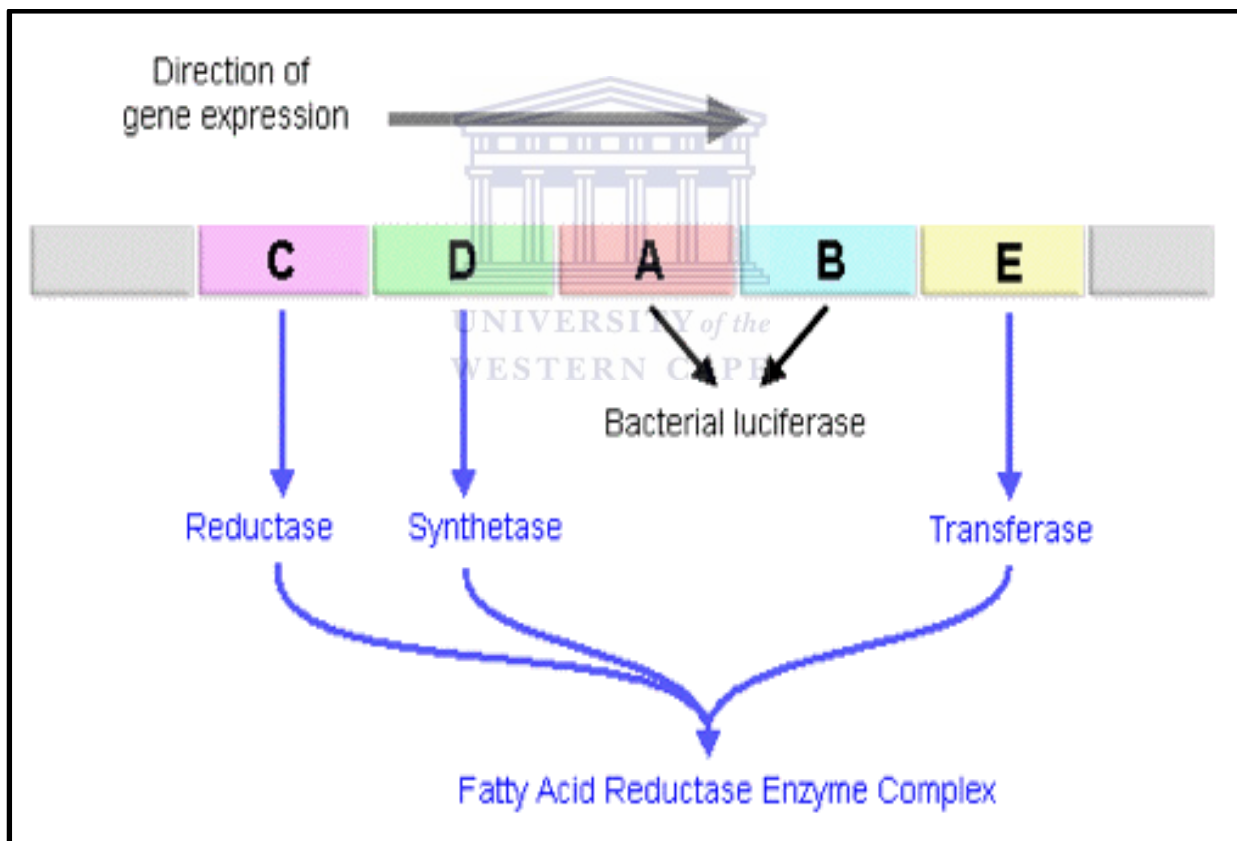 Direction of
gene expression
C D A B E
UNIVERSITY of the
WESTERN CAPE
Bacterial luciferase
Reductase Synthetase Transferase
Fatty Acid Reductase Enzyme Complex